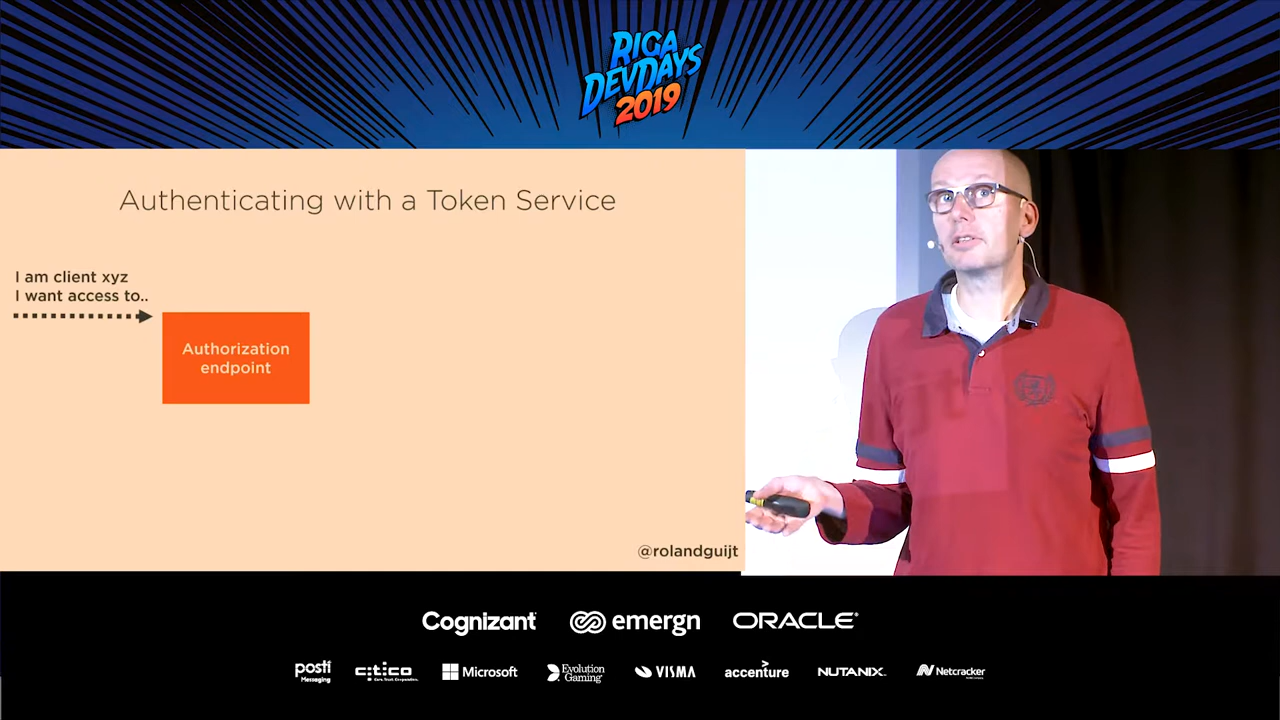 RIGA
DEVDAYS
2019
Authenticating with a Token Service
I am client xyz
I want access to..
Authorization
endpoint
@rolandguijt
Cognizant
emergn
ORACLE
posti
Messaging
citico
Microsoft
Evolution
Gaming
VISMA
accenture
NUTANIX
Netcracker